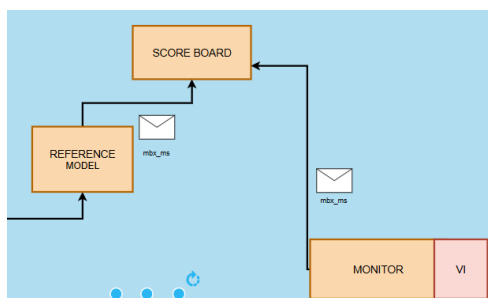 SCORE BOARD
mbx_ms
REFERENCE
MODEL
mbx_ms
MONITOR
VI